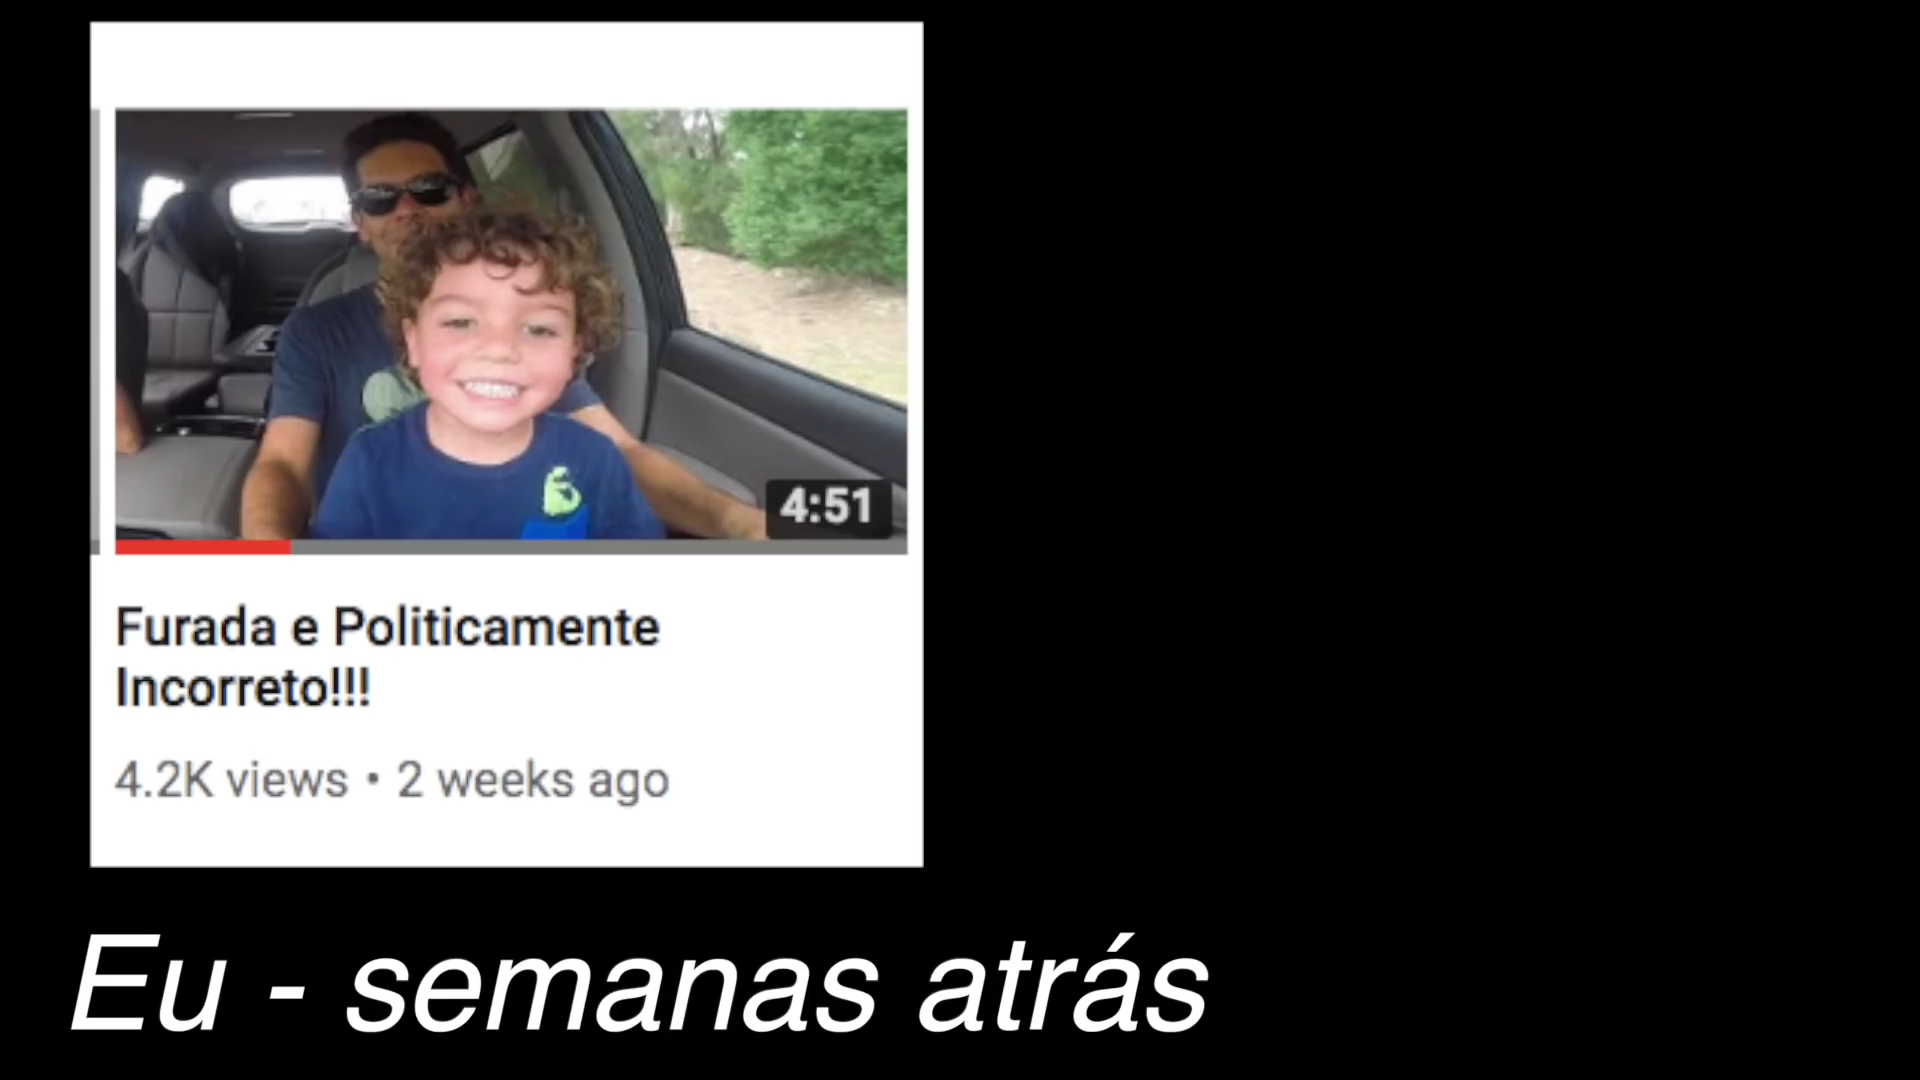 4:51
Furada e Politicamente
Incorreto!!!
4.2K views • 2 weeks ago
Eu - semanas atrás